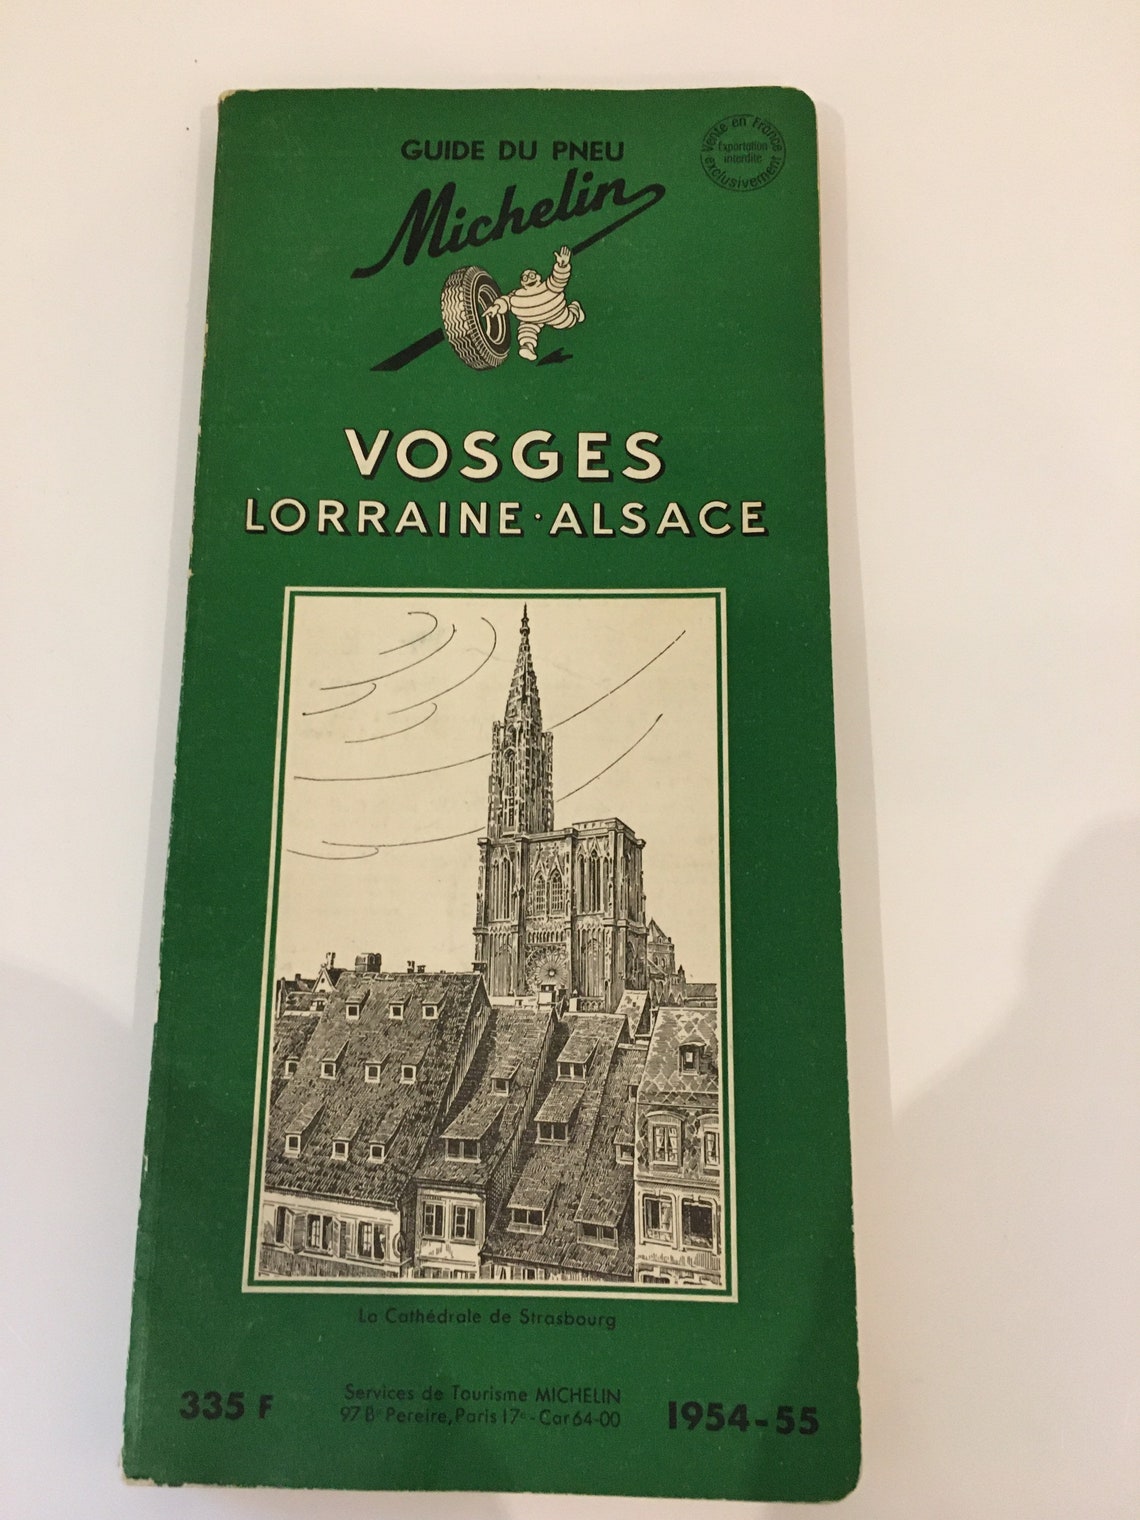 GUIDE DU PNEU
Michelin
Vente en France
Exportation
interdite
exclusivement
VOSGES
LORRAINE · ALSACE
La Cathédrale de Strasbourg
335 F
Services de Tourisme MICHELIN
97 Bd Pereire, Paris 17e - Car 64-00
1954-55